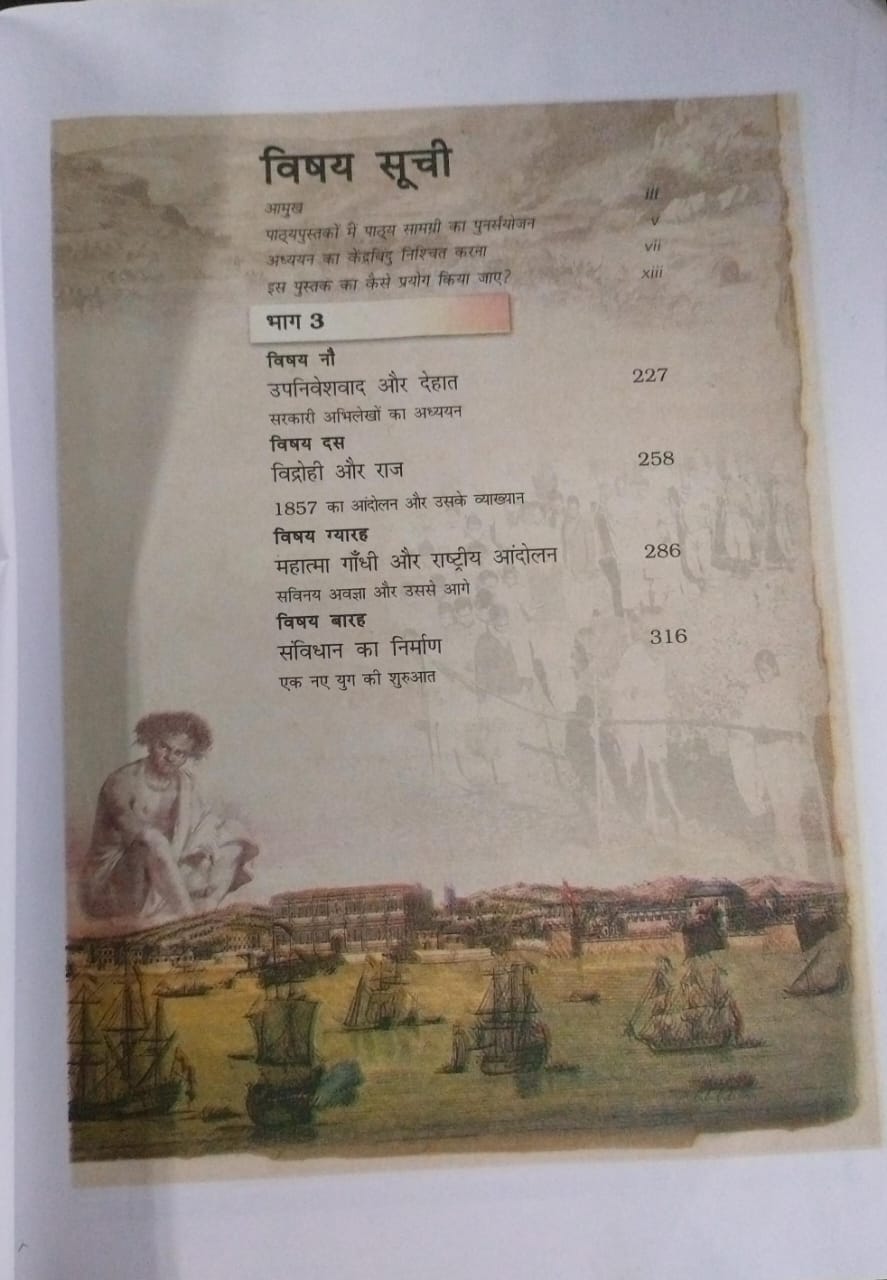 विषय सूची
आमुख iii
पाठ्यपुस्तकों में पाठ्य सामग्री का पुनर्संयोजन v
अध्ययन का केंद्रबिंदु निश्चित करना vii
इस पुस्तक का कैसे प्रयोग किया जाए? xiii
भाग 3
विषय नौ
उपनिवेशवाद और देहात 227
सरकारी अभिलेखों का अध्ययन
विषय दस
विद्रोही और राज 258
1857 का आंदोलन और उसके व्याख्यान
विषय ग्यारह
महात्मा गाँधी और राष्ट्रीय आंदोलन 286
सविनय अवज्ञा और उससे आगे
विषय बारह
संविधान का निर्माण 316
एक नए युग की शुरुआत